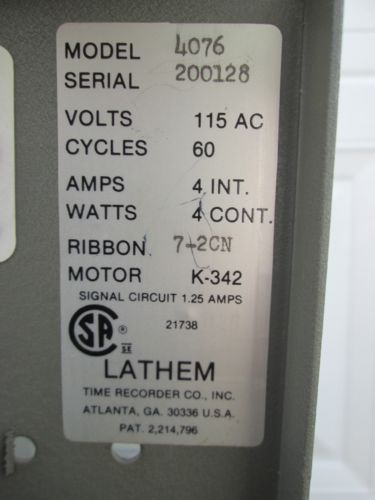 MODEL 4076
SERIAL 200128
VOLTS 115 AC
CYCLES 60
AMPS 4 INT.
WATTS 4 CONT.
RIBBON 7-2CN
MOTOR K-342
SIGNAL CIRCUIT 1.25 AMPS
21738
SA ® SE
LATHEM
TIME RECORDER CO., INC.
ATLANTA, GA. 30336 U.S.A.
PAT. 2,214,796